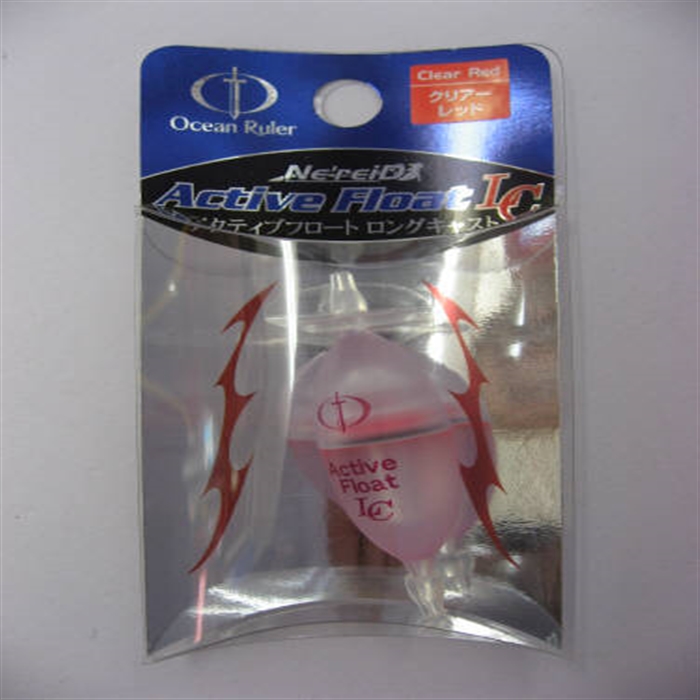 Clear Red
クリアー
レッド
Ocean Ruler
NEREID
Active Float LC
アクティブフロート ロングキャスト
Active
Float
LC